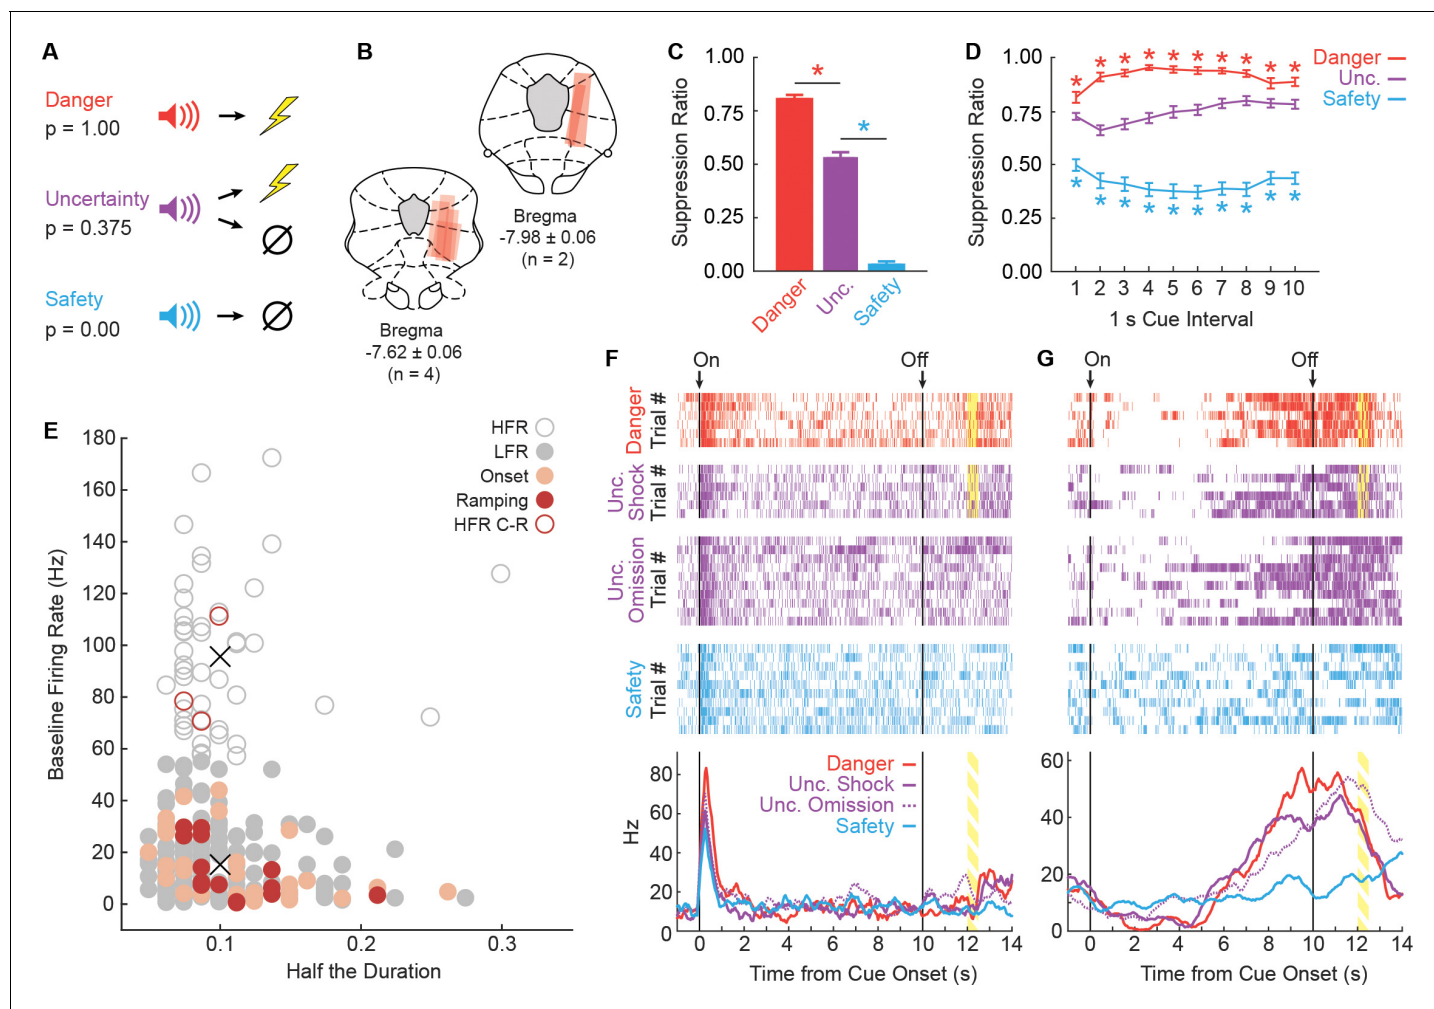 A
Danger
p = 1.00
Uncertainty
p = 0.375
Safety
p = 0.00
B
Bregma
-7.98 ± 0.06
(n = 2)
Bregma
-7.62 ± 0.06
(n = 4)
C
Suppression Ratio
1.00
0.75
0.50
0.25
0.00
*
*
Danger
Unc.
Safety
D
Suppression Ratio
1.00
0.75
0.50
0.25
0.00
* * * * * * * * * *
* * * * * * * * * *
Danger
Unc.
Safety
1 2 3 4 5 6 7 8 9 10
1 s Cue Interval
E
Baseline Firing Rate (Hz)
180
160
140
120
100
80
60
40
20
0
HFR
LFR
Onset
Ramping
HFR C-R
0.1 0.2 0.3
Half the Duration
F
On
Off
Danger
Trial #
Unc.
Shock
Trial #
Unc.
Omission
Trial #
Safety
Trial #
Danger
Unc. Shock
Unc. Omission
Safety
Hz
80
60
40
20
0
0 2 4 6 8 10 12 14
Time from Cue Onset (s)
G
On
Off
60
40
20
0
0 2 4 6 8 10 12 14
Time from Cue Onset (s)